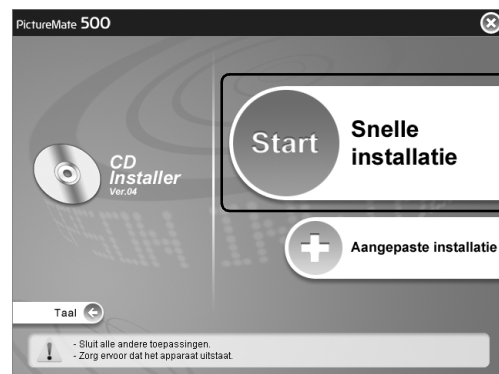 PictureMate 500
CD
Installer
Ver.04
Start
Snelle
installatie
Aangepaste installatie
Taal
- Sluit alle andere toepassingen.
- Zorg ervoor dat het apparaat uitstaat.